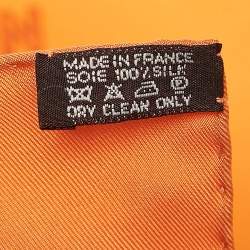 MADE IN FRANCE
SOIE 100% SILK
DRY CLEAN ONLY